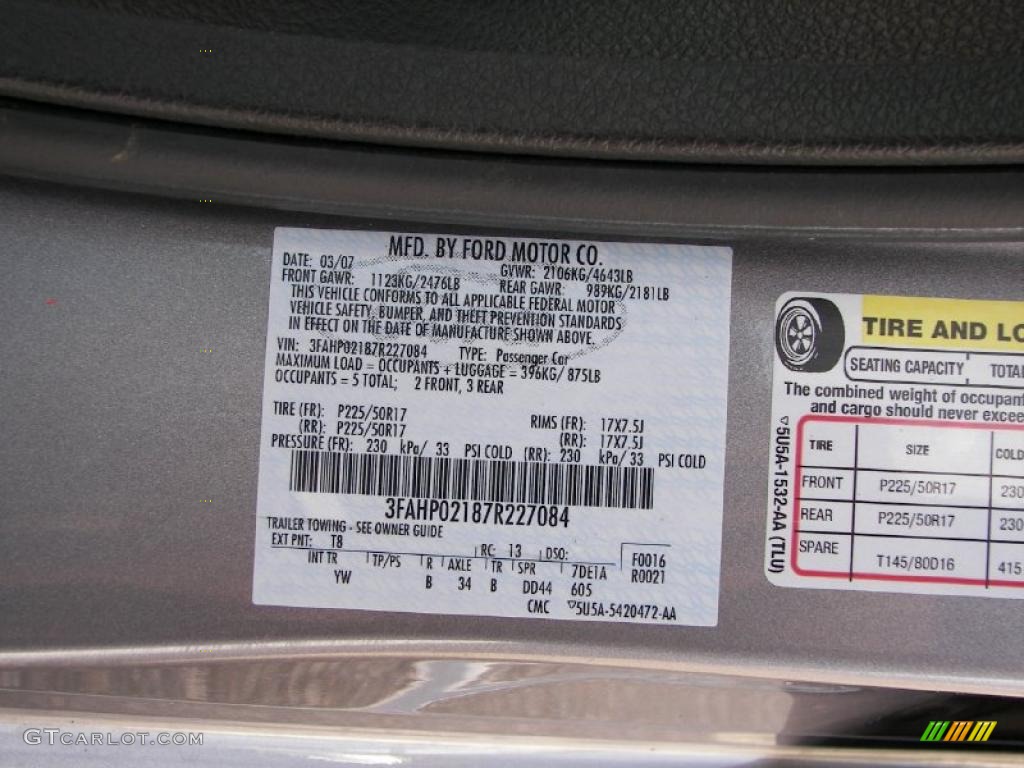 MFD. BY FORD MOTOR CO.
DATE: 03/07 GVWR: 2106KG/4643LB
FRONT GAWR: 1123KG/2476LB REAR GAWR: 989KG/2181LB
THIS VEHICLE CONFORMS TO ALL APPLICABLE FEDERAL MOTOR
VEHICLE SAFETY, BUMPER, AND THEFT PREVENTION STANDARDS
IN EFFECT ON THE DATE OF MANUFACTURE SHOWN ABOVE.
VIN: 3FAHP02187R227084 TYPE: Passenger Car
MAXIMUM LOAD = OCCUPANTS + LUGGAGE = 396KG/ 875LB
OCCUPANTS = 5 TOTAL; 2 FRONT, 3 REAR
TIRE (FR): P225/50R17 RIMS (FR): 17X7.5J
(RR): P225/50R17 (RR): 17X7.5J
PRESSURE (FR): 230 kPa/ 33 PSI COLD (RR): 230 kPa/ 33 PSI COLD
3FAHP02187R227084
TRAILER TOWING - SEE OWNER GUIDE
EXT PNT: T8 RC: 13 DSO: F0016
INT TR TP/PS R AXLE TR SPR 7DE1A R0021
YW B 34 B DD44 605
CMC 5U5A-5420472-AA
TIRE AND LO
SEATING CAPACITY TOTA
The combined weight of occupant
and cargo should never excee
TIRE SIZE COLD
FRONT P225/50R17 230
REAR P225/50R17 230
SPARE T145/80D16 415
5U5A-1532-AA (TLU)
GTCARLOT.COM